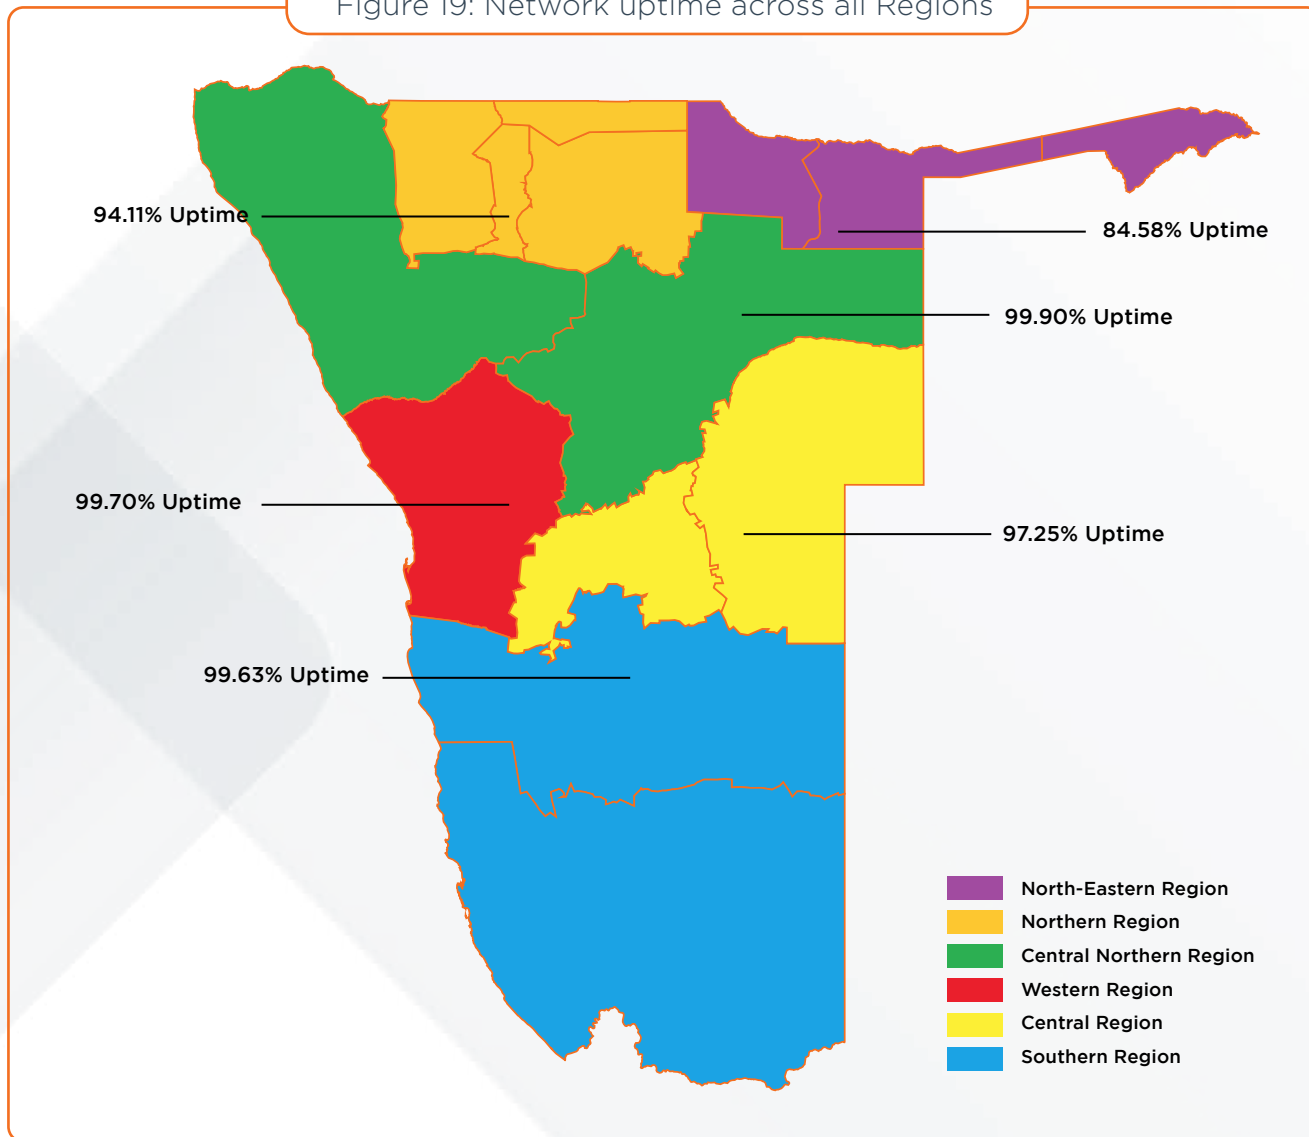 Figure 19: Network uptime across all Regions
94.11% Uptime
84.58% Uptime
99.90% Uptime
99.70% Uptime
97.25% Uptime
99.63% Uptime
North-Eastern Region
Northern Region
Central Northern Region
Western Region
Central Region
Southern Region